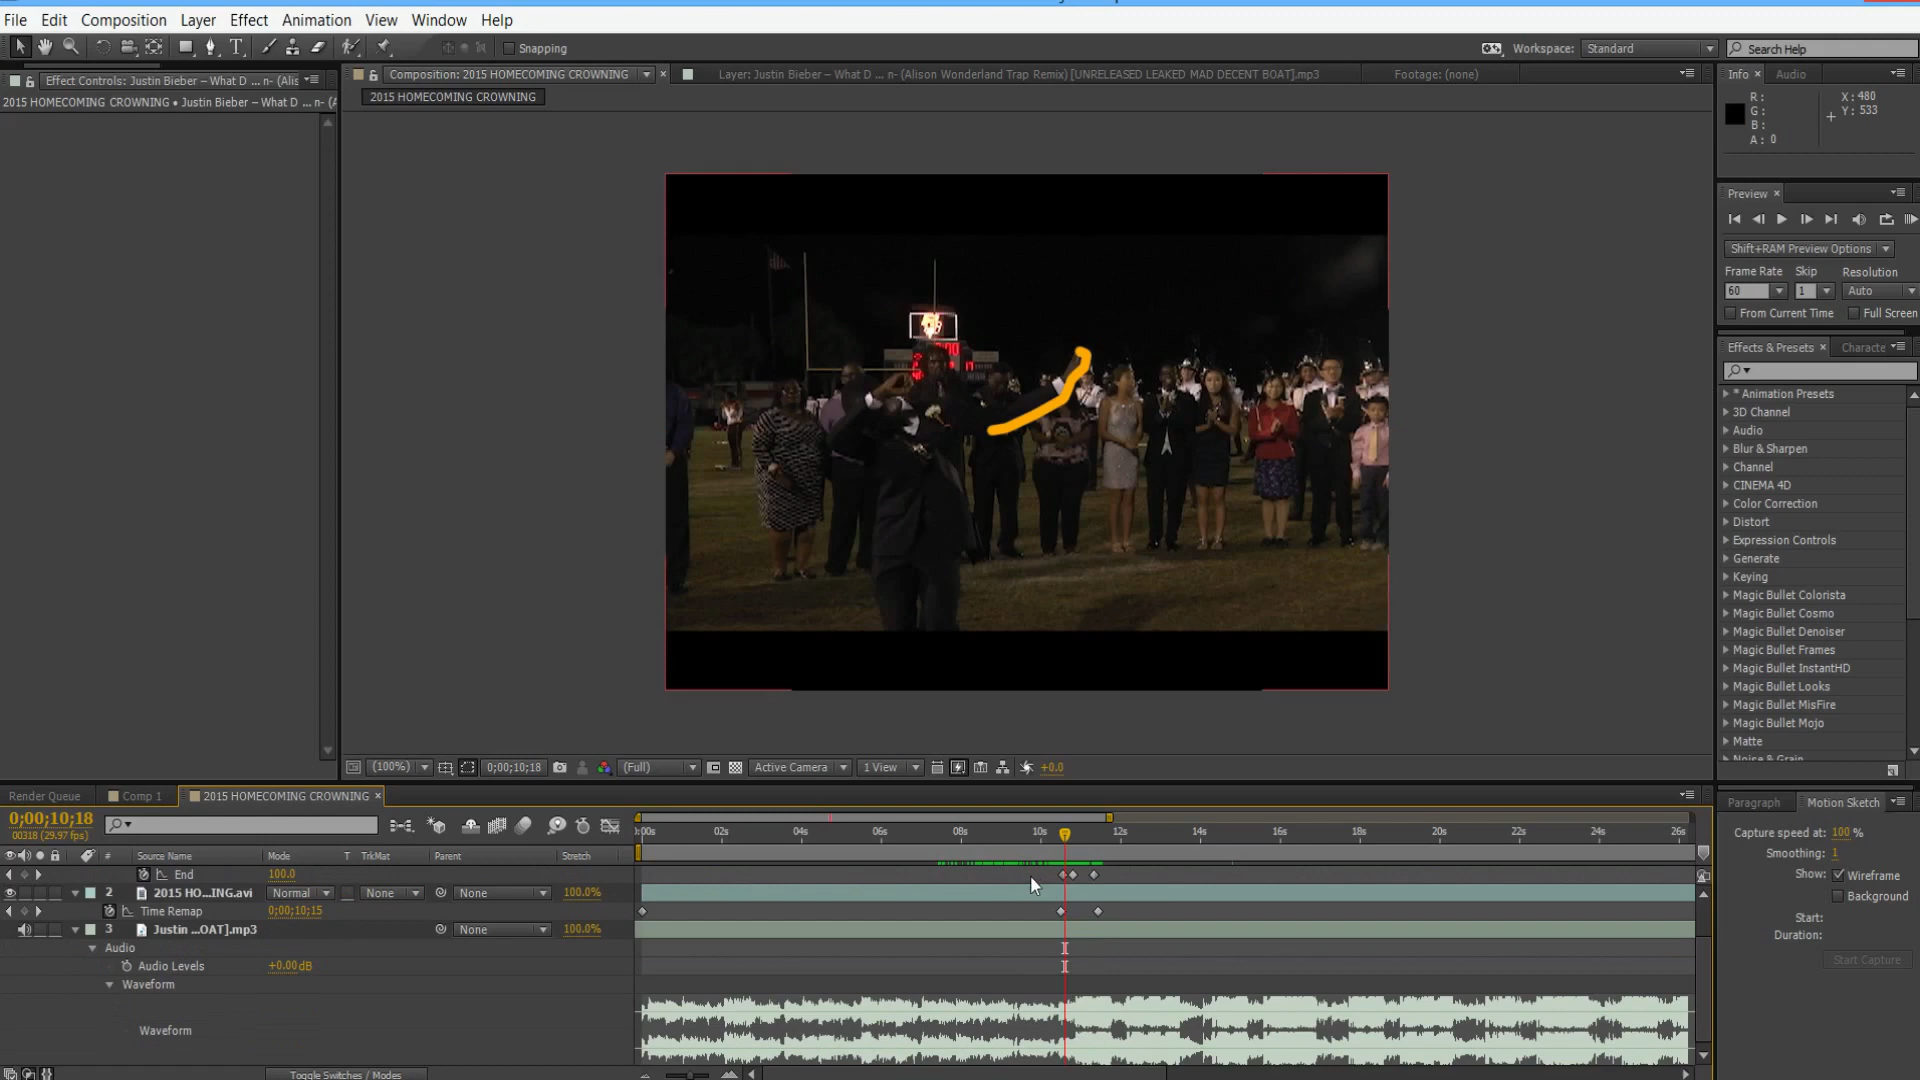 File Edit Composition Layer Effect Animation View Window Help
Snapping Workspace: Standard Search Help
Effect Controls: Justin Bieber – What D ... n- (Alis
2015 HOMECOMING CROWNING • Justin Bieber – What D ... n- (A
Composition: 2015 HOMECOMING CROWNING
Layer: Justin Bieber – What D ... n- (Alison Wonderland Trap Remix) [UNRELEASED LEAKED MAD DECENT BOAT].mp3
Footage: (none)
2015 HOMECOMING CROWNING
Info Audio
R: X: 480
G: Y: 533
B:
A: 0
Preview
Shift+RAM Preview Options
Frame Rate Skip Resolution
60 1 Auto
From Current Time Full Screen
Effects & Presets Characte
* Animation Presets
3D Channel
Audio
Blur & Sharpen
Channel
CINEMA 4D
Color Correction
Distort
Expression Controls
Generate
Keying
Magic Bullet Colorista
Magic Bullet Cosmo
Magic Bullet Denoiser
Magic Bullet Frames
Magic Bullet InstantHD
Magic Bullet Looks
Magic Bullet MisFire
Magic Bullet Mojo
Matte
Noise & Grain
(100%) 0;00;10;18 (Full) Active Camera 1 View +0.0
Render Queue Comp 1 2015 HOMECOMING CROWNING
0;00;10;18
00318 (29.97 fps)
02s 04s 06s 08s 10s 12s 14s 16s 18s 20s 22s 24s 26s
# Source Name Mode T TrkMat Parent Stretch
End 100.0
2 2015 HO...ING.avi Normal None None 100.0%
Time Remap 0;00;10;15
3 Justin ...OAT].mp3 None 100.0%
Audio
Audio Levels +0.00 dB
Waveform
Waveform
Toggle Switches / Modes
Paragraph Motion Sketch
Capture speed at: 100 %
Smoothing: 1
Show: Wireframe
Background
Start:
Duration:
Start Capture